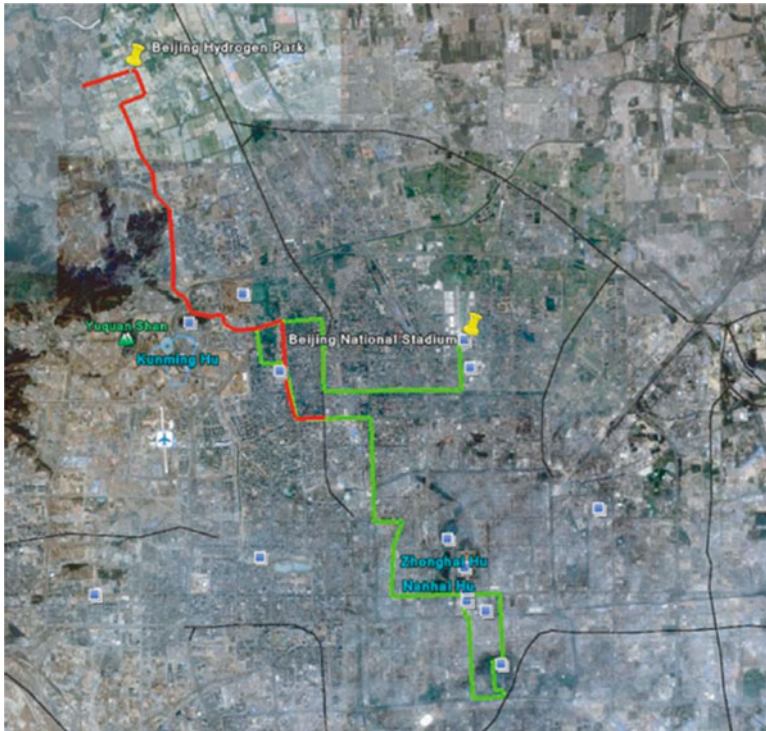 Beijing Hydrogen Park
Yuquan Shan
Beijing National Stadium
Kunming Hu
Zhonghai Hu
Nanhai Hu